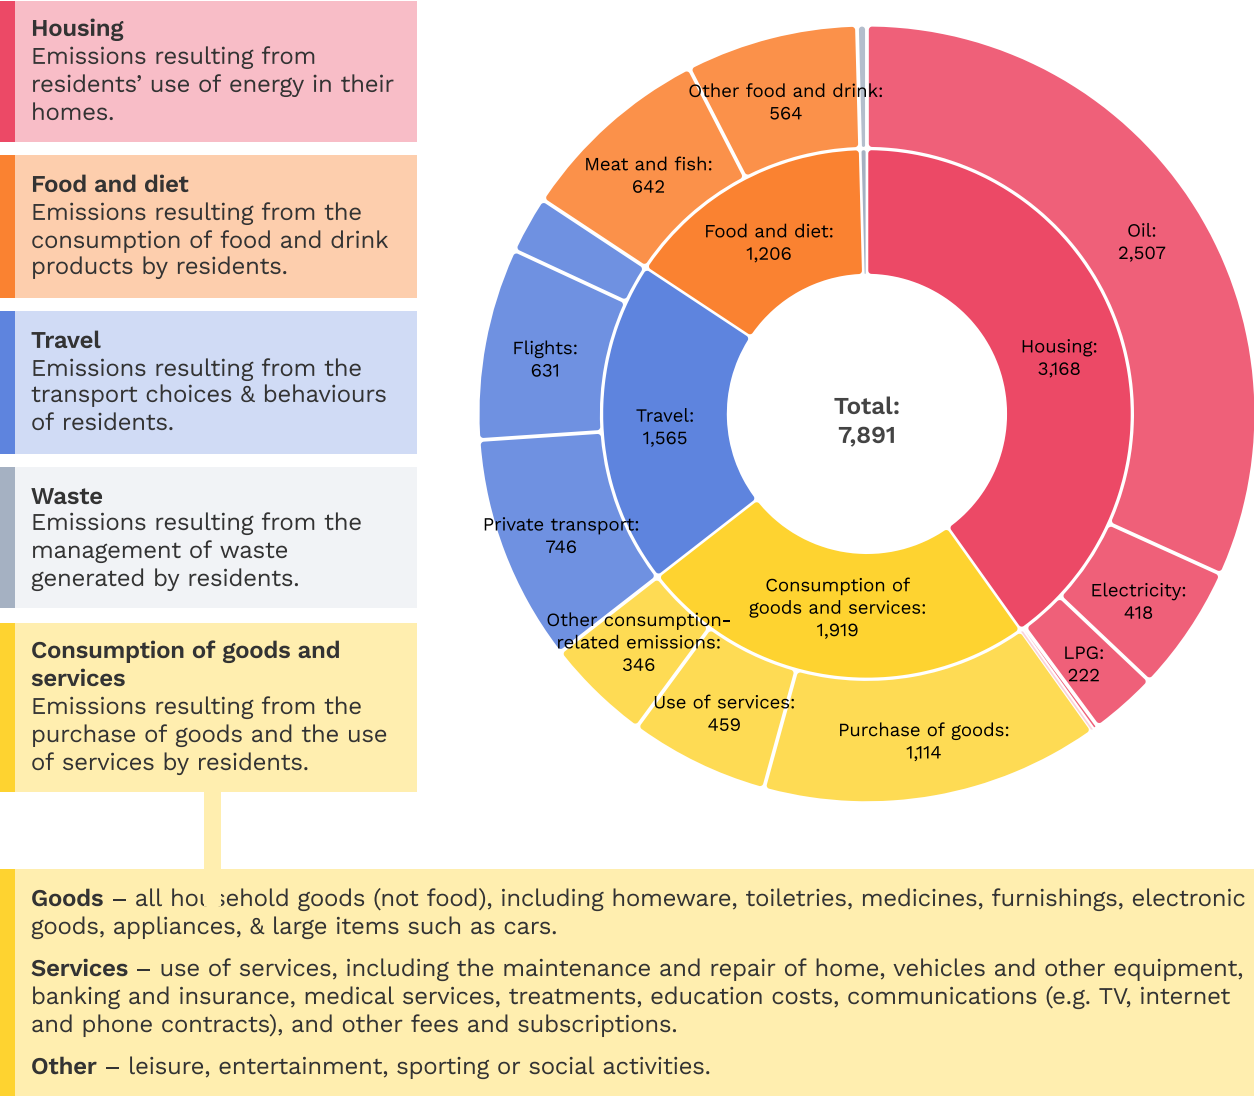 Housing
Emissions resulting from
residents’ use of energy in their
homes.
Food and diet
Emissions resulting from the
consumption of food and drink
products by residents.
Travel
Emissions resulting from the
transport choices & behaviours
of residents.
Waste
Emissions resulting from the
management of waste
generated by residents.
Consumption of goods and
services
Emissions resulting from the
purchase of goods and the use
of services by residents.
Other food and drink:
564
Meat and fish:
642
Food and diet:
1,206
Oil:
2,507
Housing:
3,168
Flights:
631
Travel:
1,565
Total:
7,891
Private transport:
746
Electricity:
418
LPG:
222
Consumption of
goods and services:
1,919
Other consumption-
related emissions:
346
Use of services:
459
Purchase of goods:
1,114
Goods – all household goods (not food), including homeware, toiletries, medicines, furnishings, electronic
goods, appliances, & large items such as cars.
Services – use of services, including the maintenance and repair of home, vehicles and other equipment,
banking and insurance, medical services, treatments, education costs, communications (e.g. TV, internet
and phone contracts), and other fees and subscriptions.
Other – leisure, entertainment, sporting or social activities.